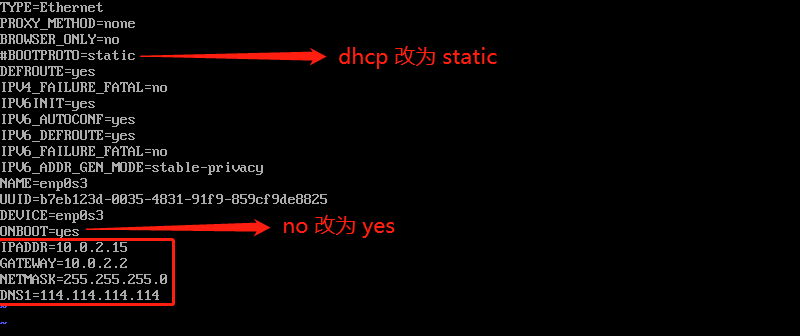 TYPE=Ethernet
PROXY_METHOD=none
BROWSER_ONLY=no
#BOOTPROTO=static
dhcp 改为 static
DEFROUTE=yes
IPV4_FAILURE_FATAL=no
IPV6INIT=yes
IPV6_AUTOCONF=yes
IPV6_DEFROUTE=yes
IPV6_FAILURE_FATAL=no
IPV6_ADDR_GEN_MODE=stable-privacy
NAME=enp0s3
UUID=b7eb123d-0035-4831-91f9-859cf9de8825
DEVICE=enp0s3
ONBOOT=yes
no 改为 yes
IPADDR=10.0.2.15
GATEWAY=10.0.2.2
NETMASK=255.255.255.0
DNS1=114.114.114.114
~
~